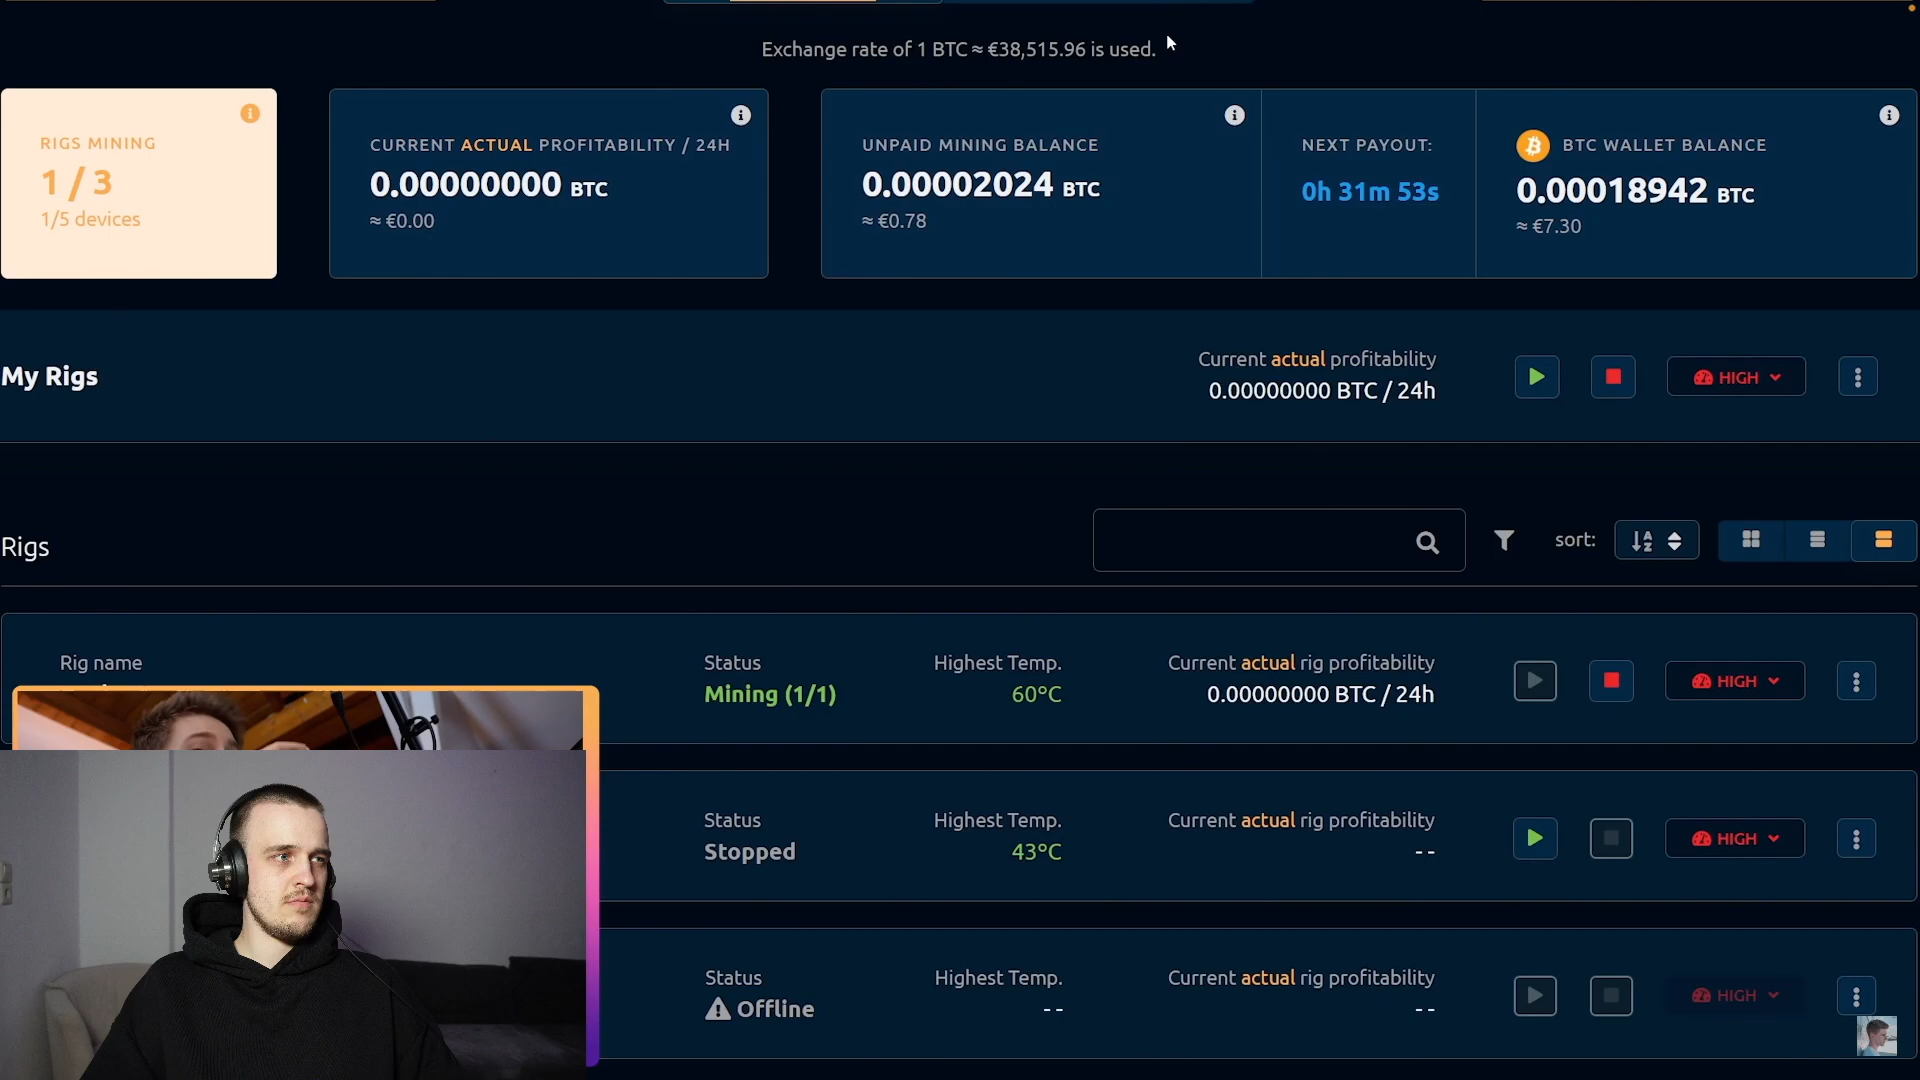 Exchange rate of 1 BTC ≈ €38,515.96 is used.
RIGS MINING
1 / 3
1/5 devices
CURRENT ACTUAL PROFITABILITY / 24H
0.00000000 BTC
≈ €0.00
UNPAID MINING BALANCE
0.00002024 BTC
≈ €0.78
NEXT PAYOUT:
0h 31m 53s
BTC WALLET BALANCE
0.00018942 BTC
≈ €7.30
My Rigs
Current actual profitability
0.00000000 BTC / 24h
HIGH
Rigs
sort:
Rig name
Status
Mining (1/1)
Highest Temp.
60°C
Current actual rig profitability
0.00000000 BTC / 24h
HIGH
Status
Stopped
Highest Temp.
43°C
Current actual rig profitability
- -
HIGH
Status
Offline
Highest Temp.
- -
Current actual rig profitability
- -
HIGH